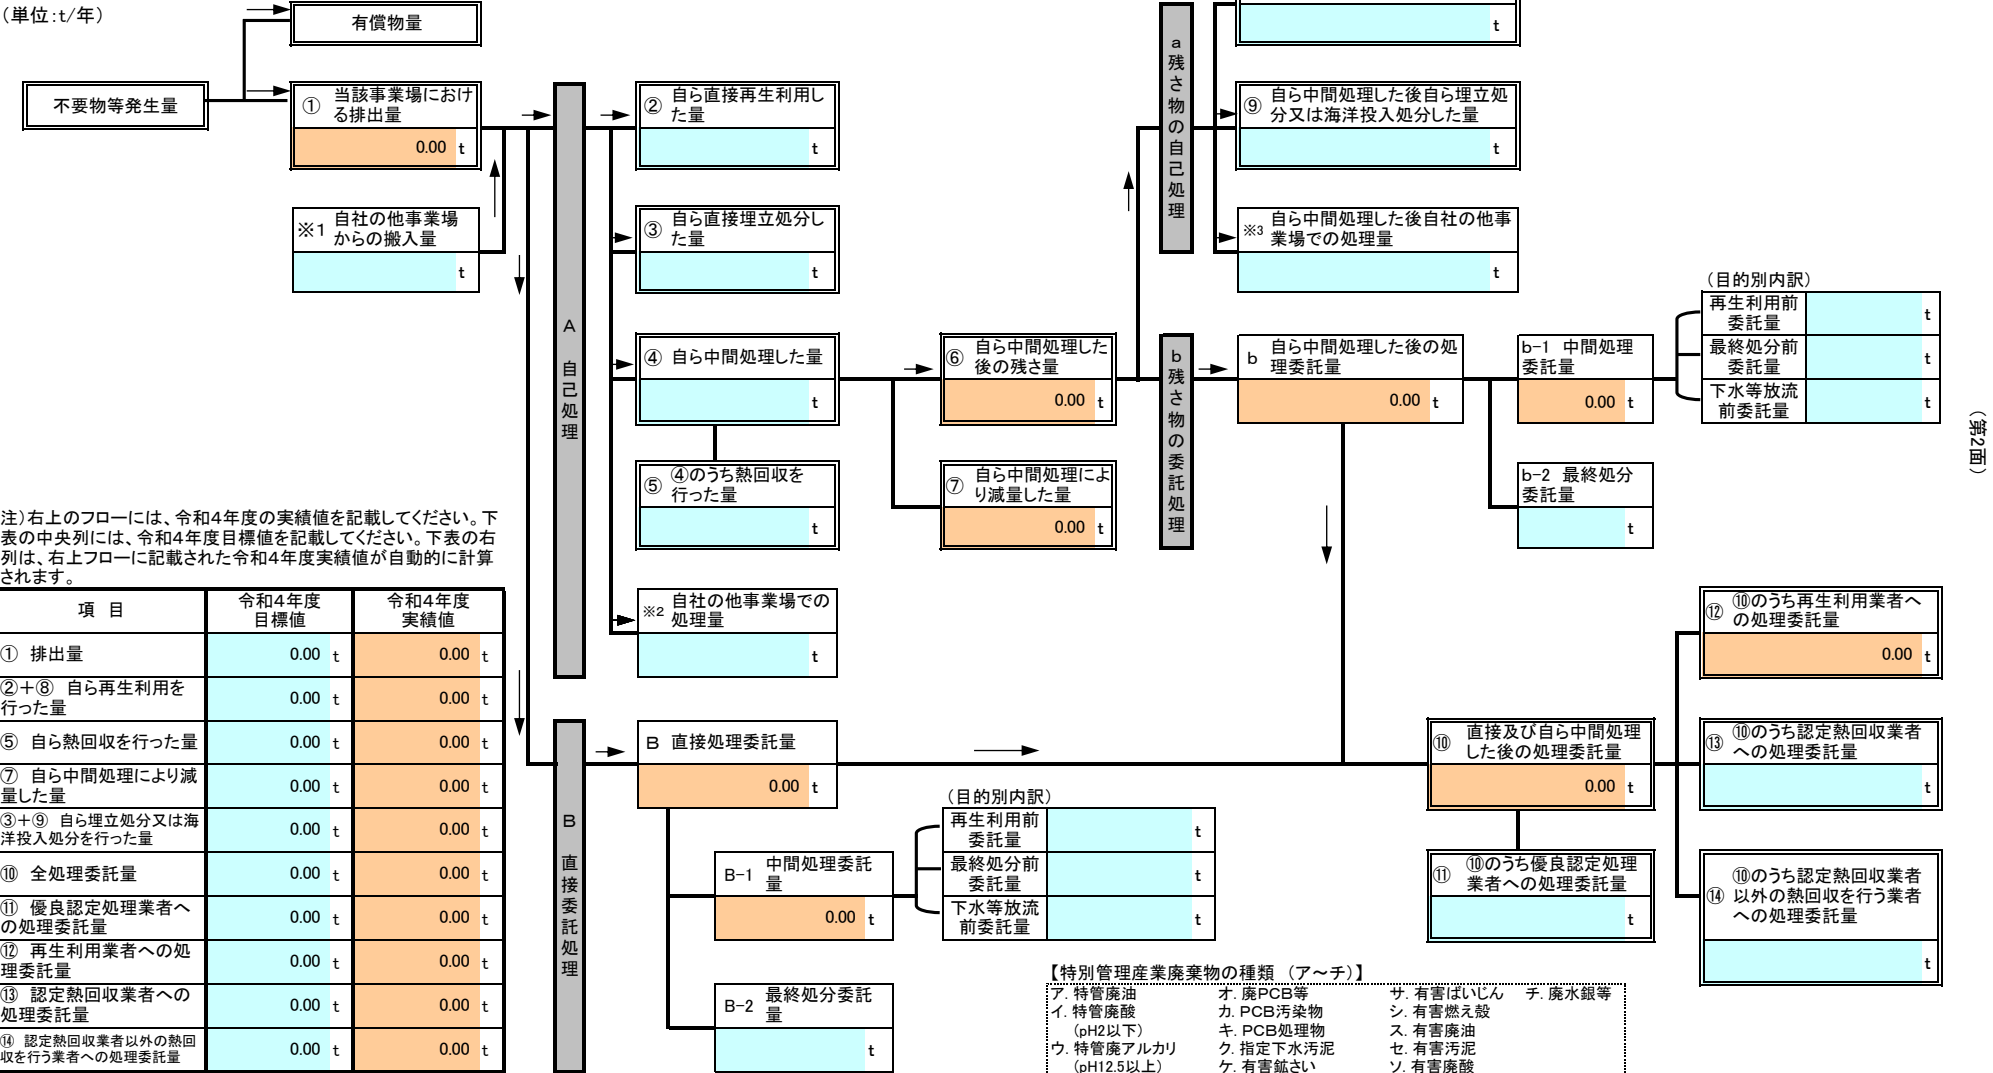 （単位:t/年）
有償物量
不要物等発生量
① 当該事業場におけ
る排出量
0.00 t
※1 自社の他事業場
からの搬入量
t
A 自己処理
② 自ら直接再生利用し
た量
t
③ 自ら直接埋立処分し
た量
t
④ 自ら中間処理した量
t
⑤ ④のうち熱回収を
行った量
t
※2 自社の他事業場での
処理量
t
⑥ 自ら中間処理した
後の残さ量
0.00 t
⑦ 自ら中間処理によ
り減量した量
0.00 t
a残さ物の自己処理
t
⑨ 自ら中間処理した後自ら埋立処
分又は海洋投入処分した量
t
※3 自ら中間処理した後自社の他事
業場での処理量
t
b残さ物の委託処理
b 自ら中間処理した後の処
理委託量
0.00 t
b-1 中間処理
委託量
0.00 t
b-2 最終処分
委託量
t
（目的別内訳）
再生利用前
委託量
t
最終処分前
委託量
t
下水等放流
前委託量
t
（第2面）
注）右上のフローには、令和4年度の実績値を記載してください。下
表の中央列には、令和4年度目標値を記載してください。下表の右
列は、右上フローに記載された令和4年度実績値が自動的に計算
されます。
項 目 令和4年度 目標値 令和4年度 実績値
① 排出量 0.00 t 0.00 t
②＋⑧ 自ら再生利用を
行った量 0.00 t 0.00 t
⑤ 自ら熱回収を行った量 0.00 t 0.00 t
⑦ 自ら中間処理により減
量した量 0.00 t 0.00 t
③＋⑨ 自ら埋立処分又は海
洋投入処分を行った量 0.00 t 0.00 t
⑩ 全処理委託量 0.00 t 0.00 t
⑪ 優良認定処理業者へ
の処理委託量 0.00 t 0.00 t
⑫ 再生利用業者への処
理委託量 0.00 t 0.00 t
⑬ 認定熱回収業者への
処理委託量 0.00 t 0.00 t
⑭ 認定熱回収業者以外の熱回
収を行う業者への処理委託量 0.00 t 0.00 t
B 直接委託処理
B 直接処理委託量
0.00 t
B-1 中間処理委託
量
0.00 t
B-2 最終処分委託
量
t
（目的別内訳）
再生利用前
委託量
t
最終処分前
委託量
t
下水等放流
前委託量
t
⑩ 直接及び自ら中間処理
した後の処理委託量
0.00 t
⑪ ⑩のうち優良認定処理
業者への処理委託量
t
⑫ ⑩のうち再生利用業者へ
の処理委託量
0.00 t
⑬ ⑩のうち認定熱回収業者
への処理委託量
t
⑭ ⑩のうち認定熱回収業者
以外の熱回収を行う業者
への処理委託量
t
【特別管理産業廃棄物の種類 （ア～チ）】
ア. 特管廃油 オ. 廃PCB等 サ. 有害ばいじん チ. 廃水銀等
イ. 特管廃酸 カ. PCB汚染物 シ. 有害燃え殻
（pH2以下） キ. PCB処理物 ス. 有害廃油
ウ. 特管廃アルカリ ク. 指定下水汚泥 セ. 有害汚泥
（pH12.5以上） ケ. 有害鉱さい ソ. 有害廃酸